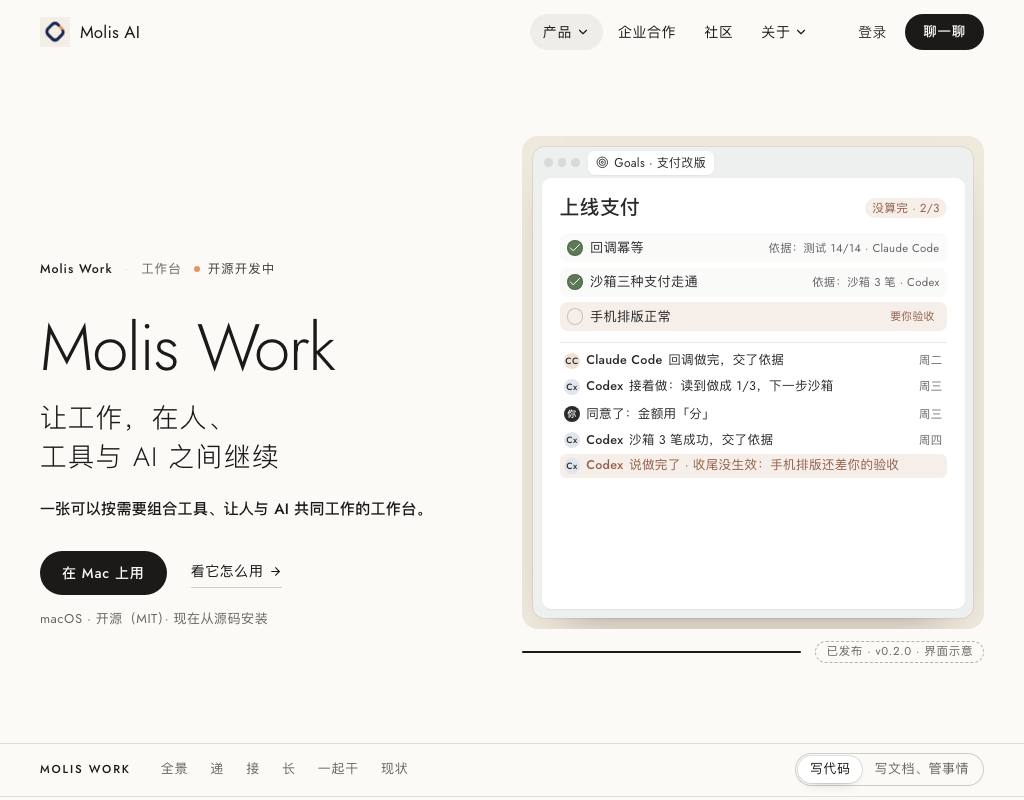 Molis AI
产品
企业合作
社区
关于
登录
聊一聊
Molis Work · 工作台 开源开发中
Molis Work
让工作，在人、
工具与 AI 之间继续
一张可以按需要组合工具、让人与 AI 共同工作的工作台。
在 Mac 上用
看它怎么用 →
macOS · 开源（MIT）· 现在从源码安装
Goals · 支付改版
上线支付
没算完 · 2/3
回调幂等
依据：测试 14/14 · Claude Code
沙箱三种支付走通
依据：沙箱 3 笔 · Codex
手机排版正常
要你验收
CC Claude Code 回调做完，交了依据 周二
Cx Codex 接着做：读到做成 1/3，下一步沙箱 周三
你 同意了：金额用「分」 周三
Cx Codex 沙箱 3 笔成功，交了依据 周四
Cx Codex 说做完了 · 收尾没生效：手机排版还差你的验收
已发布 · v0.2.0 · 界面示意
MOLIS WORK
全景
递
接
长
一起干
现状
写代码
写文档、管事情